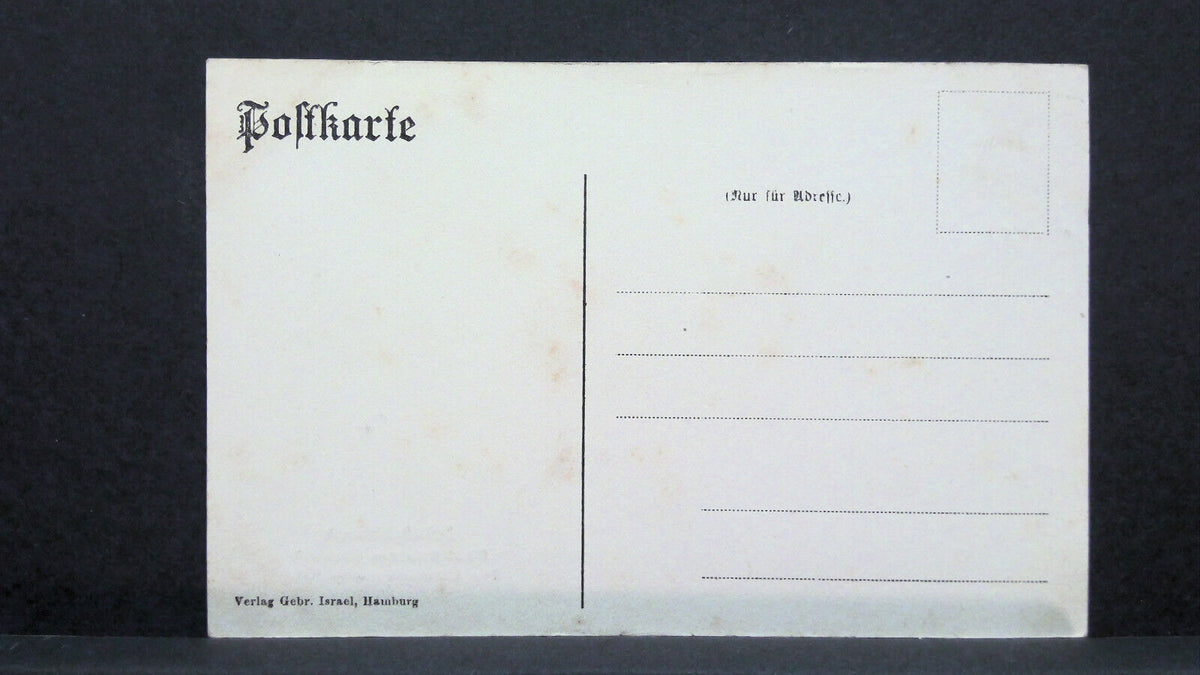 Postkarte
(Nur für Adresse.)
Verlag Gebr. Israel, Hamburg